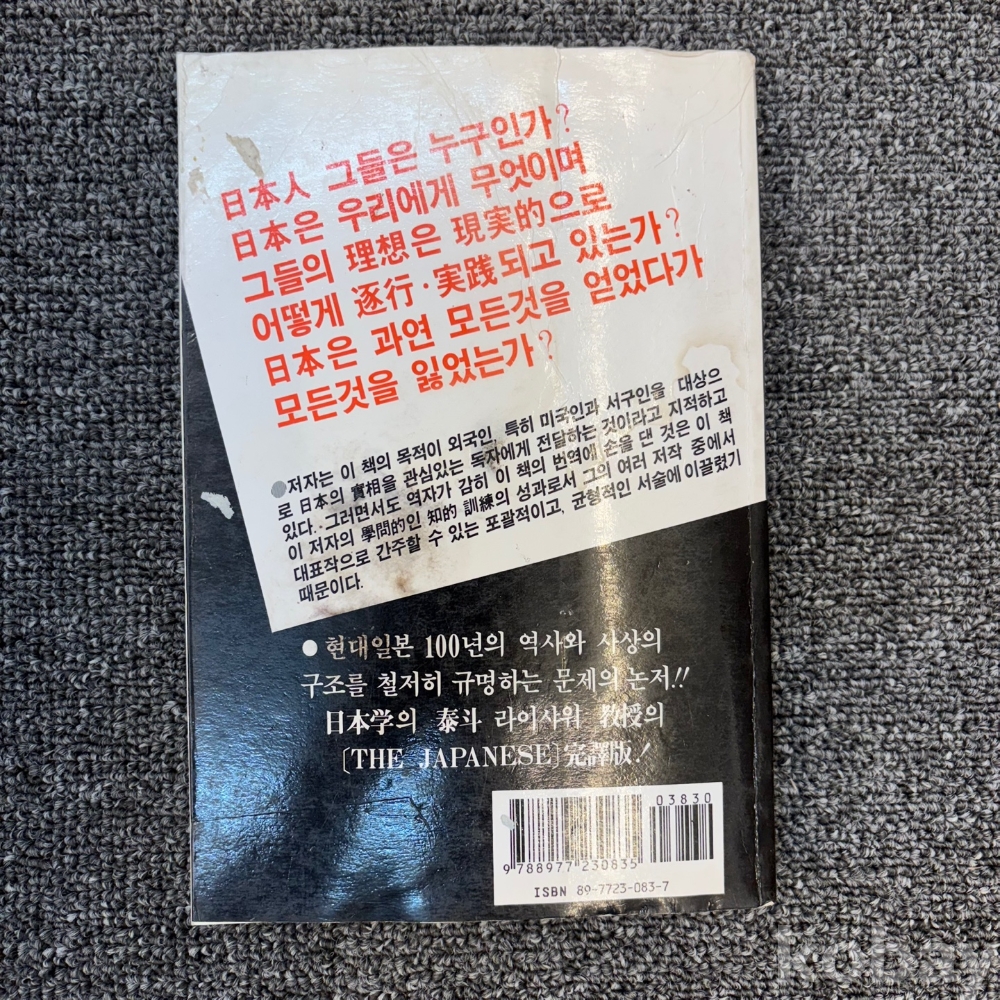 日本人 그들은 누구인가?
日本은 우리에게 무엇이며
그들의 理想은 現実的으로
어떻게 逐行·実践되고 있는가?
日本은 과연 모든것을 얻었다가
모든것을 잃었는가?
●저자는 이 책의 목적이 외국인, 특히 미국인과 서구인을 대상으
로 日本의 實相을 관심있는 독자에게 전달하는 것이라고 지적하고
있다. 그러면서도 역자가 감히 이 책의 번역에 손을 댄 것은 이 책
이 저자의 學問的인 知的 訓練의 성과로서 그의 여러 저작 중에서
대표작으로 간주할 수 있는 포괄적이고, 균형적인 서술에 이끌렸기
때문이다.
● 현대일본 100년의 역사와 사상의
구조를 철저히 규명하는 문제의 논저!!
日本学의 泰斗 라이샤워 教授의
〔THE JAPANESE〕完譯版!
03830
9 788977 230835
ISBN 89-7723-083-7
kobay